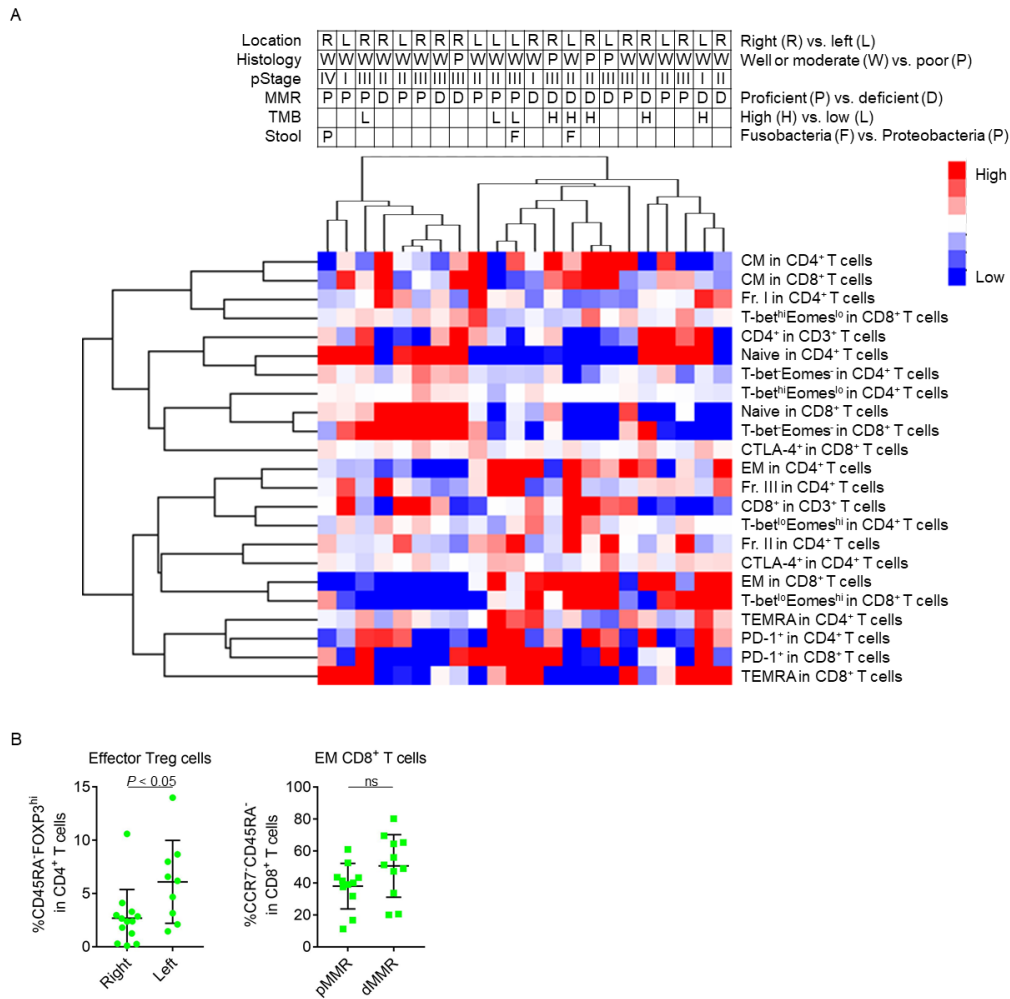 A
Location R L R R L R R R L L L R R L R L R R L R L R Right (R) vs. left (L)
Histology W W W W W W W P W W W W P W P P W W W W W W Well or moderate (W) vs. poor (P)
pStage IV I III II II III III III II II III I III II II III III II II III I II
MMR P P P D P P D D P P P D D D D D P D P P D D Proficient (P) vs. deficient (D)
TMB L L L H H H H H High (H) vs. low (L)
Stool P F F Fusobacteria (F) vs. Proteobacteria (P)
High
Low
CM in CD4⁺ T cells
CM in CD8⁺ T cells
Fr. I in CD4⁺ T cells
T-betʰⁱEomesˡᵒ in CD8⁺ T cells
CD4⁺ in CD3⁺ T cells
Naive in CD4⁺ T cells
T-bet⁻Eomes⁻ in CD4⁺ T cells
T-betʰⁱEomesˡᵒ in CD4⁺ T cells
Naive in CD8⁺ T cells
T-bet⁻Eomes⁻ in CD8⁺ T cells
CTLA-4⁺ in CD8⁺ T cells
EM in CD4⁺ T cells
Fr. III in CD4⁺ T cells
CD8⁺ in CD3⁺ T cells
T-betˡᵒEomesʰⁱ in CD4⁺ T cells
Fr. II in CD4⁺ T cells
CTLA-4⁺ in CD4⁺ T cells
EM in CD8⁺ T cells
T-betˡᵒEomesʰⁱ in CD8⁺ T cells
TEMRA in CD4⁺ T cells
PD-1⁺ in CD4⁺ T cells
PD-1⁺ in CD8⁺ T cells
TEMRA in CD8⁺ T cells
B
Effector Treg cells
P < 0.05
%CD45RA⁻FOXP3ʰⁱ
in CD4⁺ T cells
15
10
5
0
Right
Left
EM CD8⁺ T cells
ns
%CCR7⁻CD45RA⁻
in CD8⁺ T cells
100
80
60
40
20
0
pMMR
dMMR